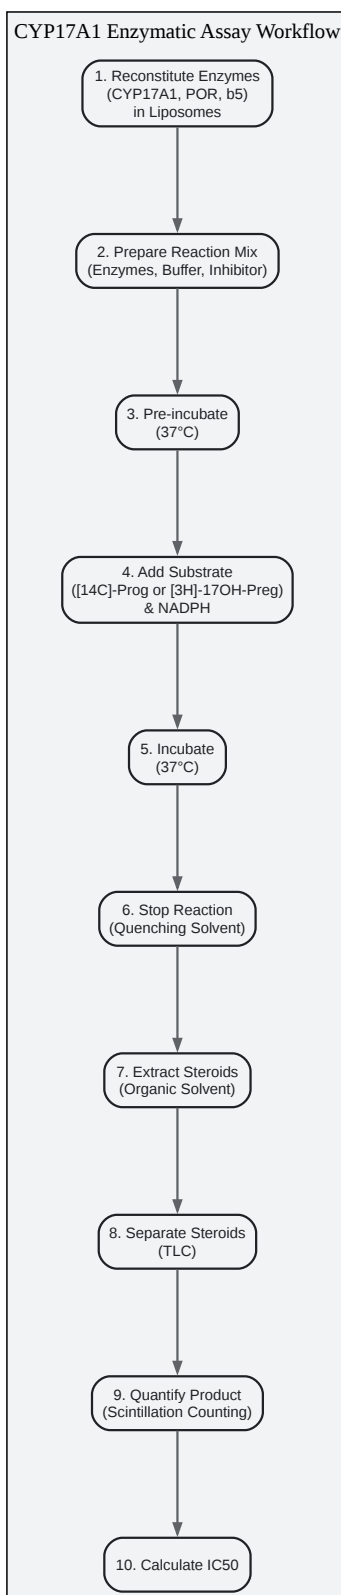 CYP17A1 Enzymatic Assay Workflow
1. Reconstitute Enzymes
(CYP17A1, POR, b5)
in Liposomes
2. Prepare Reaction Mix
(Enzymes, Buffer, Inhibitor)
3. Pre-incubate
(37°C)
4. Add Substrate
([14C]-Prog or [3H]-17OH-Preg)
& NADPH
5. Incubate
(37°C)
6. Stop Reaction
(Quenching Solvent)
7. Extract Steroids
(Organic Solvent)
8. Separate Steroids
(TLC)
9. Quantify Product
(Scintillation Counting)
10. Calculate IC50